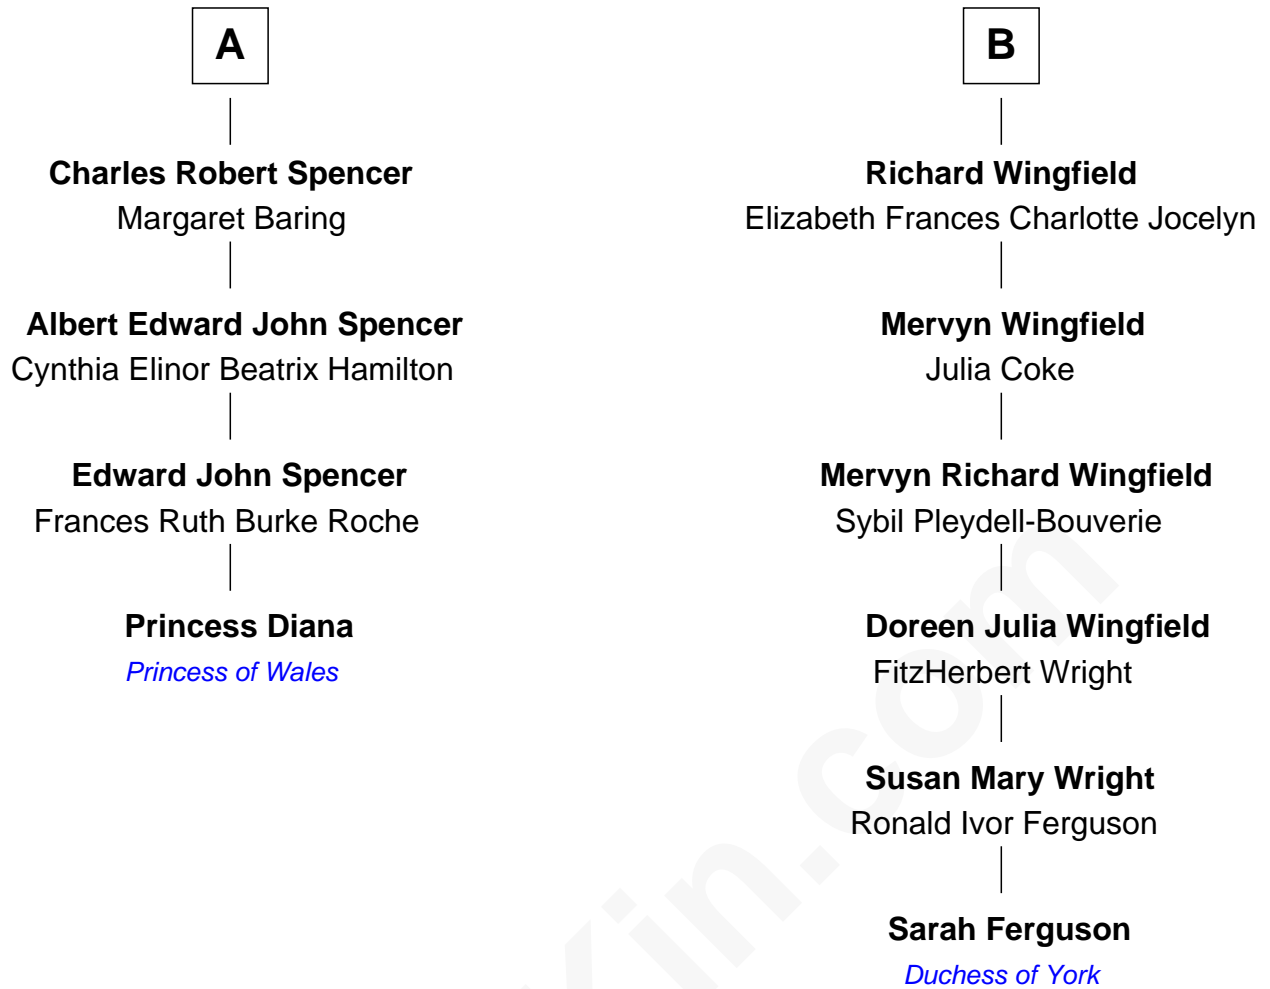 A
Charles Robert Spencer
Margaret Baring
Albert Edward John Spencer
Cynthia Elinor Beatrix Hamilton
Edward John Spencer
Frances Ruth Burke Roche
Princess Diana
Princess of Wales
B
Richard Wingfield
Elizabeth Frances Charlotte Jocelyn
Mervyn Wingfield
Julia Coke
Mervyn Richard Wingfield
Sybil Pleydell-Bouverie
Doreen Julia Wingfield
FitzHerbert Wright
Susan Mary Wright
Ronald Ivor Ferguson
Sarah Ferguson
Duchess of York
Kin.com